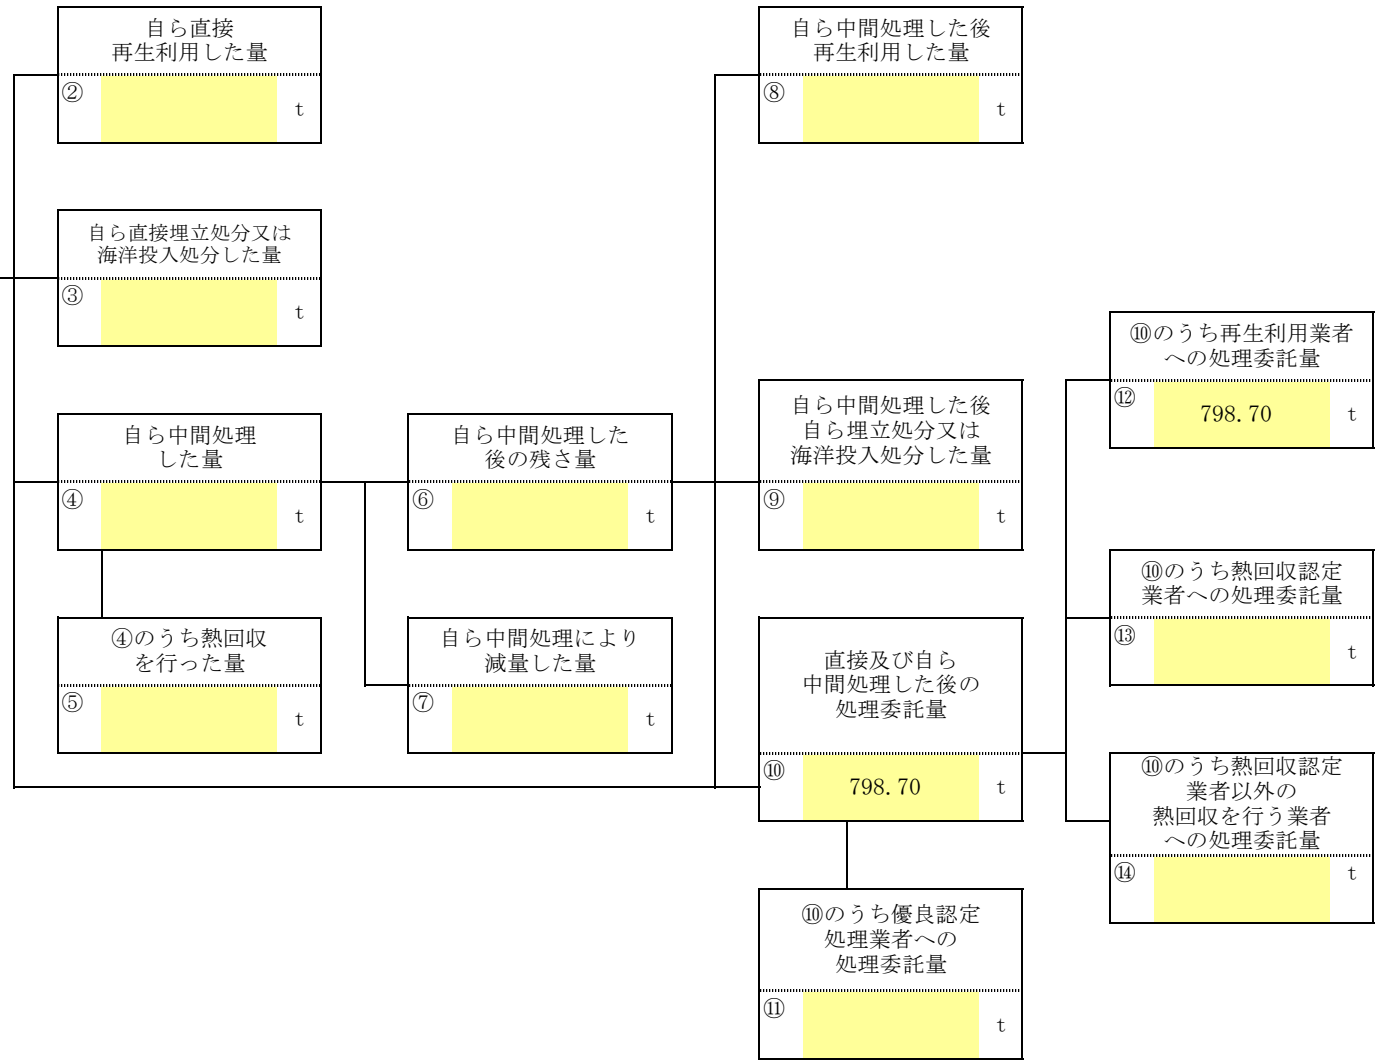 自ら直接
再生利用した量
②
t
自ら中間処理した後
再生利用した量
⑧
t
自ら直接埋立処分又は
海洋投入処分した量
③
t
⑩のうち再生利用業者
への処理委託量
⑫
798.70 t
自ら中間処理
した量
④
t
自ら中間処理した
後の残さ量
⑥
t
自ら中間処理した後
自ら埋立処分又は
海洋投入処分した量
⑨
t
⑩のうち熱回収認定
業者への処理委託量
⑬
t
④のうち熱回収
を行った量
⑤
t
自ら中間処理により
減量した量
⑦
t
直接及び自ら
中間処理した後の
処理委託量
⑩
798.70 t
⑩のうち熱回収認定
業者以外の
熱回収を行う業者
への処理委託量
⑭
t
⑩のうち優良認定
処理業者への
処理委託量
⑪
t